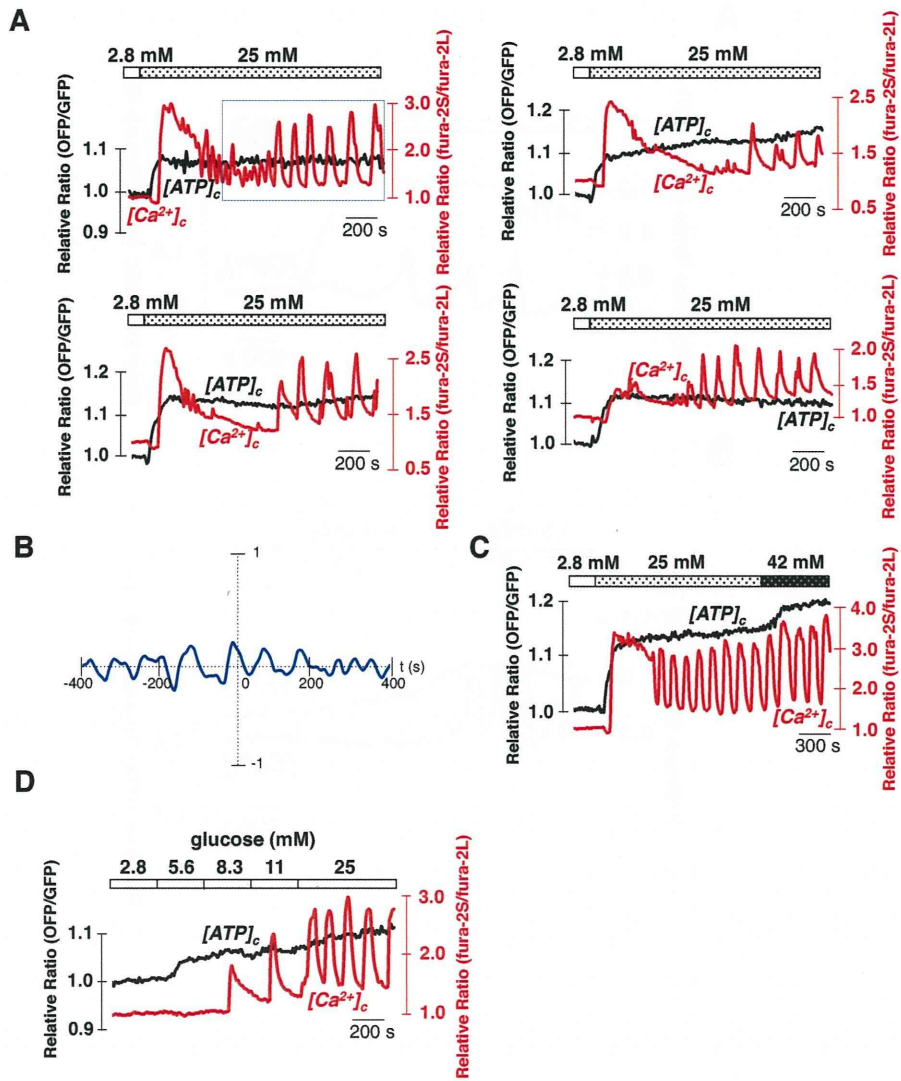 A
2.8 mM 25 mM
Relative Ratio (OFP/GFP)
1.1
1.0
0.9
[ATP]c
[Ca2+]c
3.0
2.0
1.0
Relative Ratio (fura-2S/fura-2L)
200 s
2.8 mM 25 mM
Relative Ratio (OFP/GFP)
1.2
1.1
1.0
[ATP]c
[Ca2+]c
2.5
1.5
0.5
Relative Ratio (fura-2S/fura-2L)
200 s
2.8 mM 25 mM
Relative Ratio (OFP/GFP)
1.2
1.1
1.0
[ATP]c
[Ca2+]c
2.5
1.5
0.5
Relative Ratio (fura-2S/fura-2L)
200 s
2.8 mM 25 mM
Relative Ratio (OFP/GFP)
1.2
1.1
1.0
[Ca2+]c
[ATP]c
2.0
1.0
Relative Ratio (fura-2S/fura-2L)
200 s
B
1
-400 -200 0 200 400 t (s)
-1
C
2.8 mM 25 mM 42 mM
Relative Ratio (OFP/GFP)
1.2
1.1
1.0
[ATP]c
[Ca2+]c
4.0
3.0
2.0
1.0
Relative Ratio (fura-2S/fura-2L)
300 s
D
glucose (mM)
2.8 5.6 8.3 11 25
Relative Ratio (OFP/GFP)
1.1
1.0
0.9
[ATP]c
[Ca2+]c
3.0
2.0
1.0
Relative Ratio (fura-2S/fura-2L)
200 s